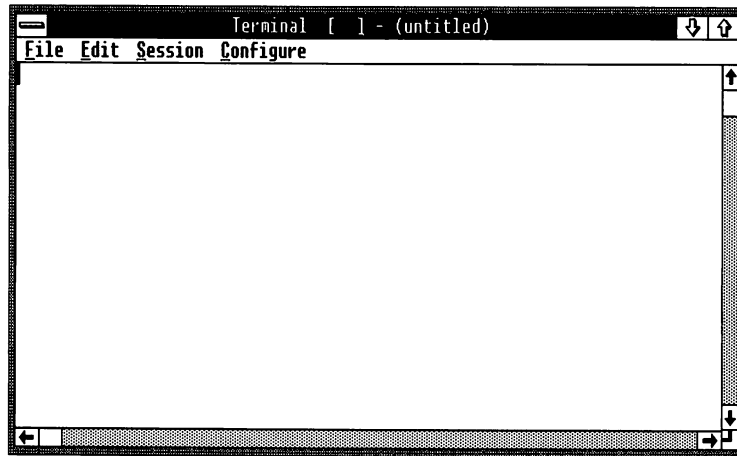 Terminal [ ] - (untitled)
File Edit Session Configure